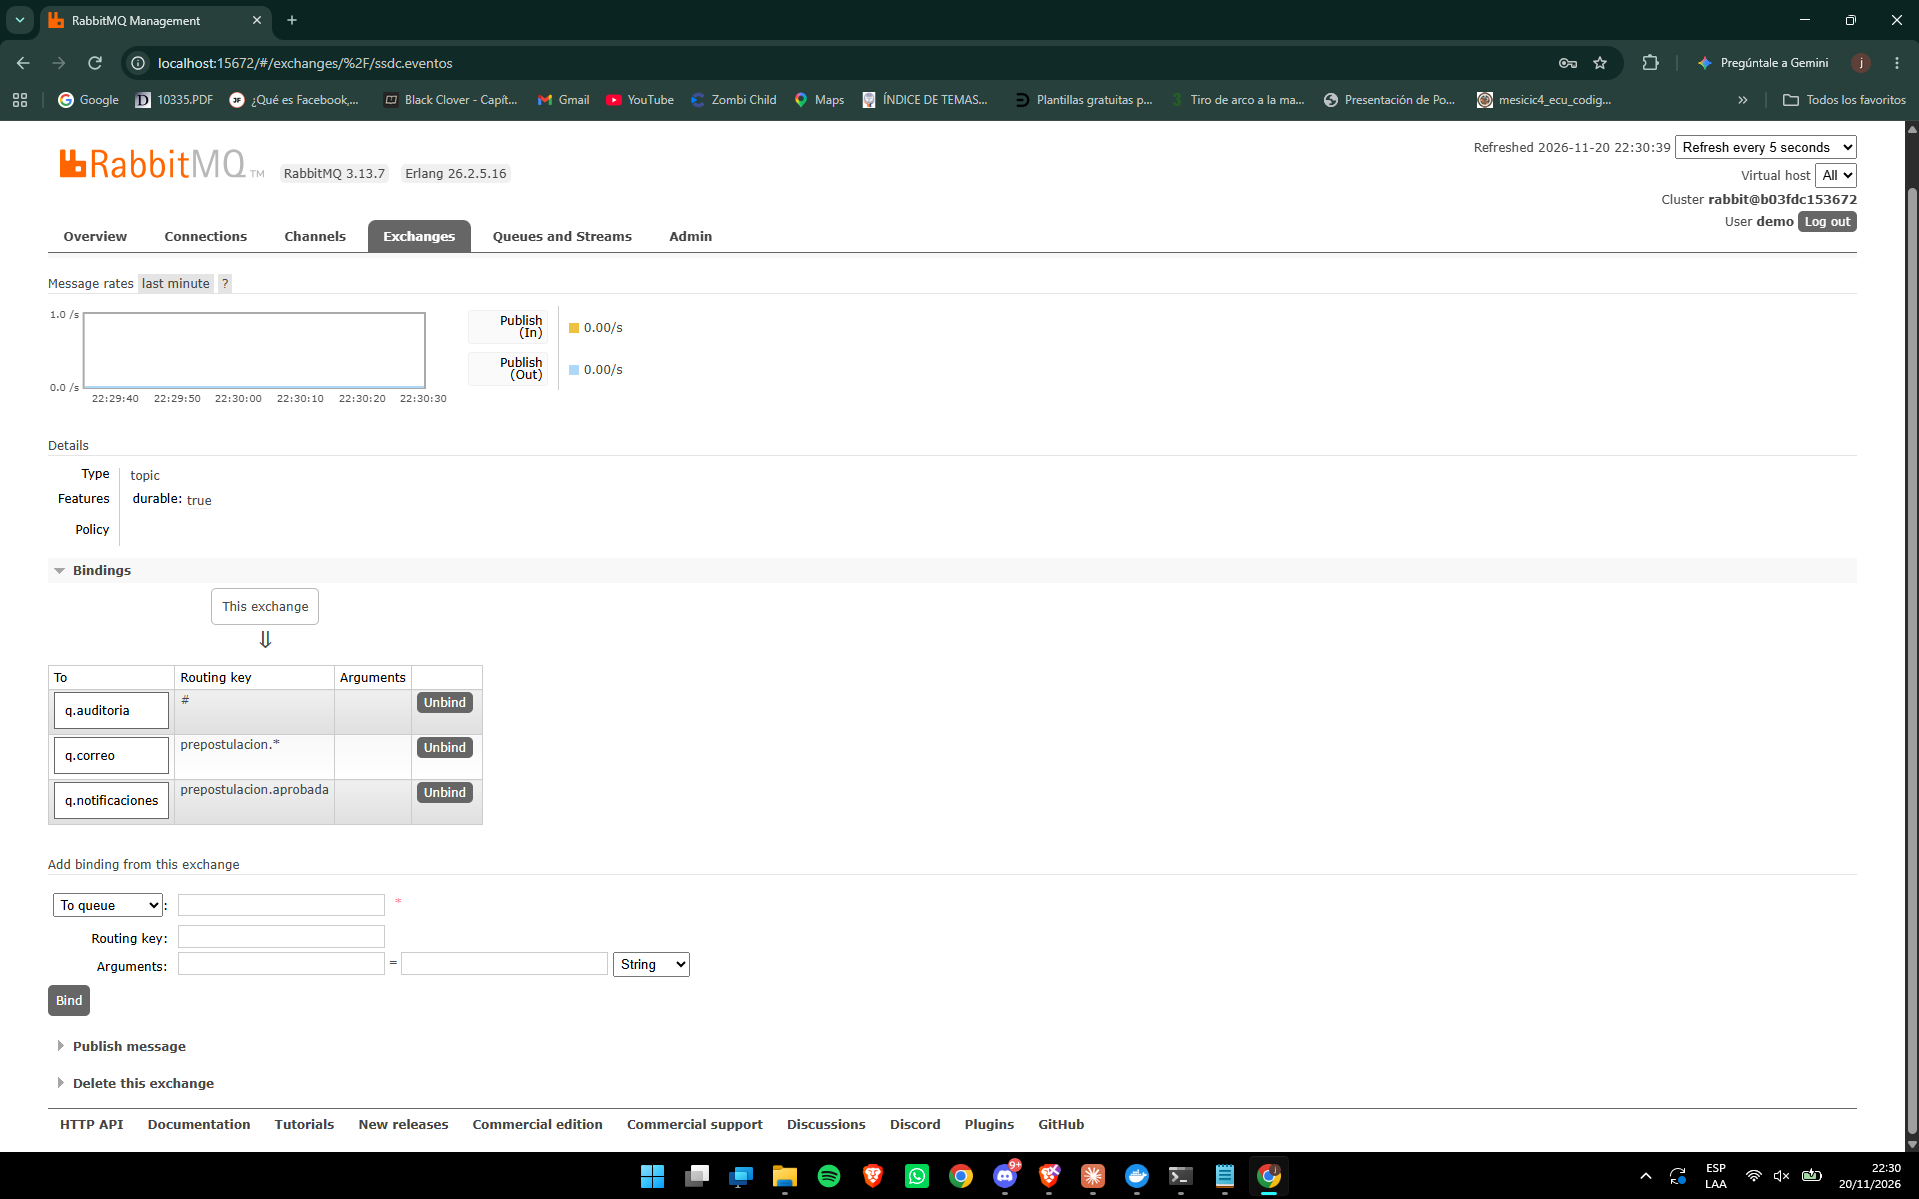 RabbitMQ Management
localhost:15672/#/exchanges/%2F/ssdc.eventos
Pregúntale a Gemini
j
Google
10335.PDF
¿Qué es Facebook,...
Black Clover - Capít...
Gmail
YouTube
Zombi Child
Maps
ÍNDICE DE TEMAS...
Plantillas gratuitas p...
Tiro de arco a la ma...
Presentación de Po...
mesicic4_ecu_codig...
»
Todos los favoritos
RabbitMQ TM
RabbitMQ 3.13.7
Erlang 26.2.5.16
Refreshed 2026-11-20 22:30:39
Refresh every 5 seconds
Virtual host All
Cluster rabbit@b03fdc153672
User demo Log out
Overview
Connections
Channels
Exchanges
Queues and Streams
Admin
Message rates last minute ?
1.0 /s
0.0 /s
22:29:40 22:29:50 22:30:00 22:30:10 22:30:20 22:30:30
Publish (In) 0.00/s
Publish (Out) 0.00/s
Details
Type topic
Features durable: true
Policy
Bindings
This exchange
⇓
To Routing key Arguments
q.auditoria # Unbind
q.correo prepostulacion.* Unbind
q.notificaciones prepostulacion.aprobada Unbind
Add binding from this exchange
To queue : *
Routing key:
Arguments: = String
Bind
Publish message
Delete this exchange
HTTP API Documentation Tutorials New releases Commercial edition Commercial support Discussions Discord Plugins GitHub
9+
ESP
LAA
22:30
20/11/2026